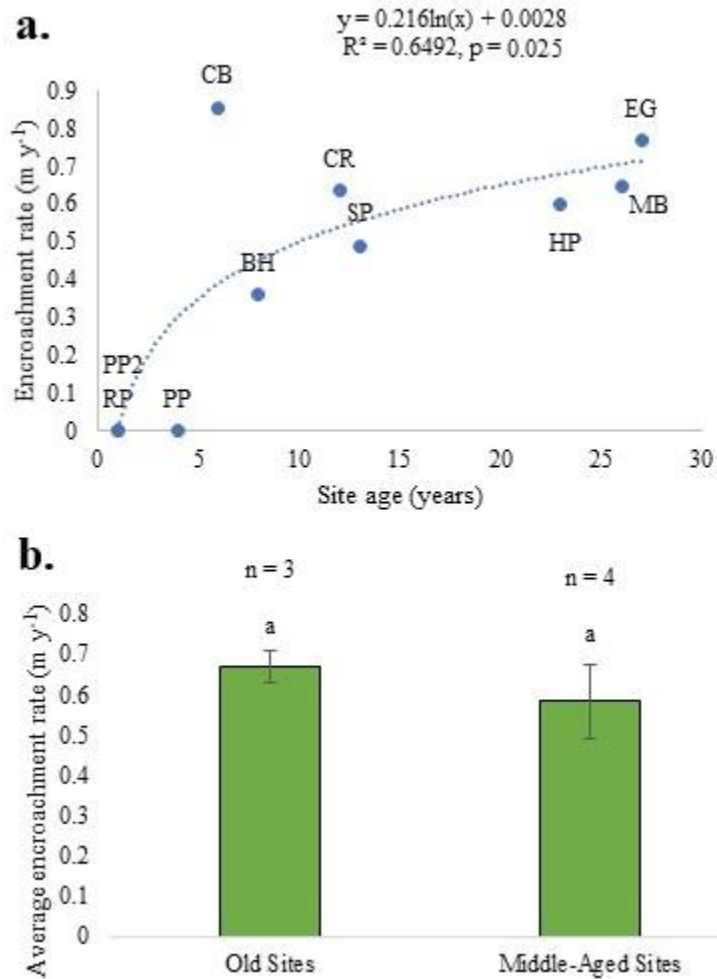 a.
y = 0.216ln(x) + 0.0028
R² = 0.6492, p = 0.025
Encroachment rate (m y⁻¹)
0.9
0.8
0.7
0.6
0.5
0.4
0.3
0.2
0.1
0
CB
EG
CR
SP
MB
HP
BH
PP2
RP
PP
0 5 10 15 20 25 30
Site age (years)
b.
n = 3
n = 4
Average encroachment rate (m y⁻¹)
0.8
0.7
0.6
0.5
0.4
0.3
0.2
0.1
0
a
a
Old Sites
Middle-Aged Sites